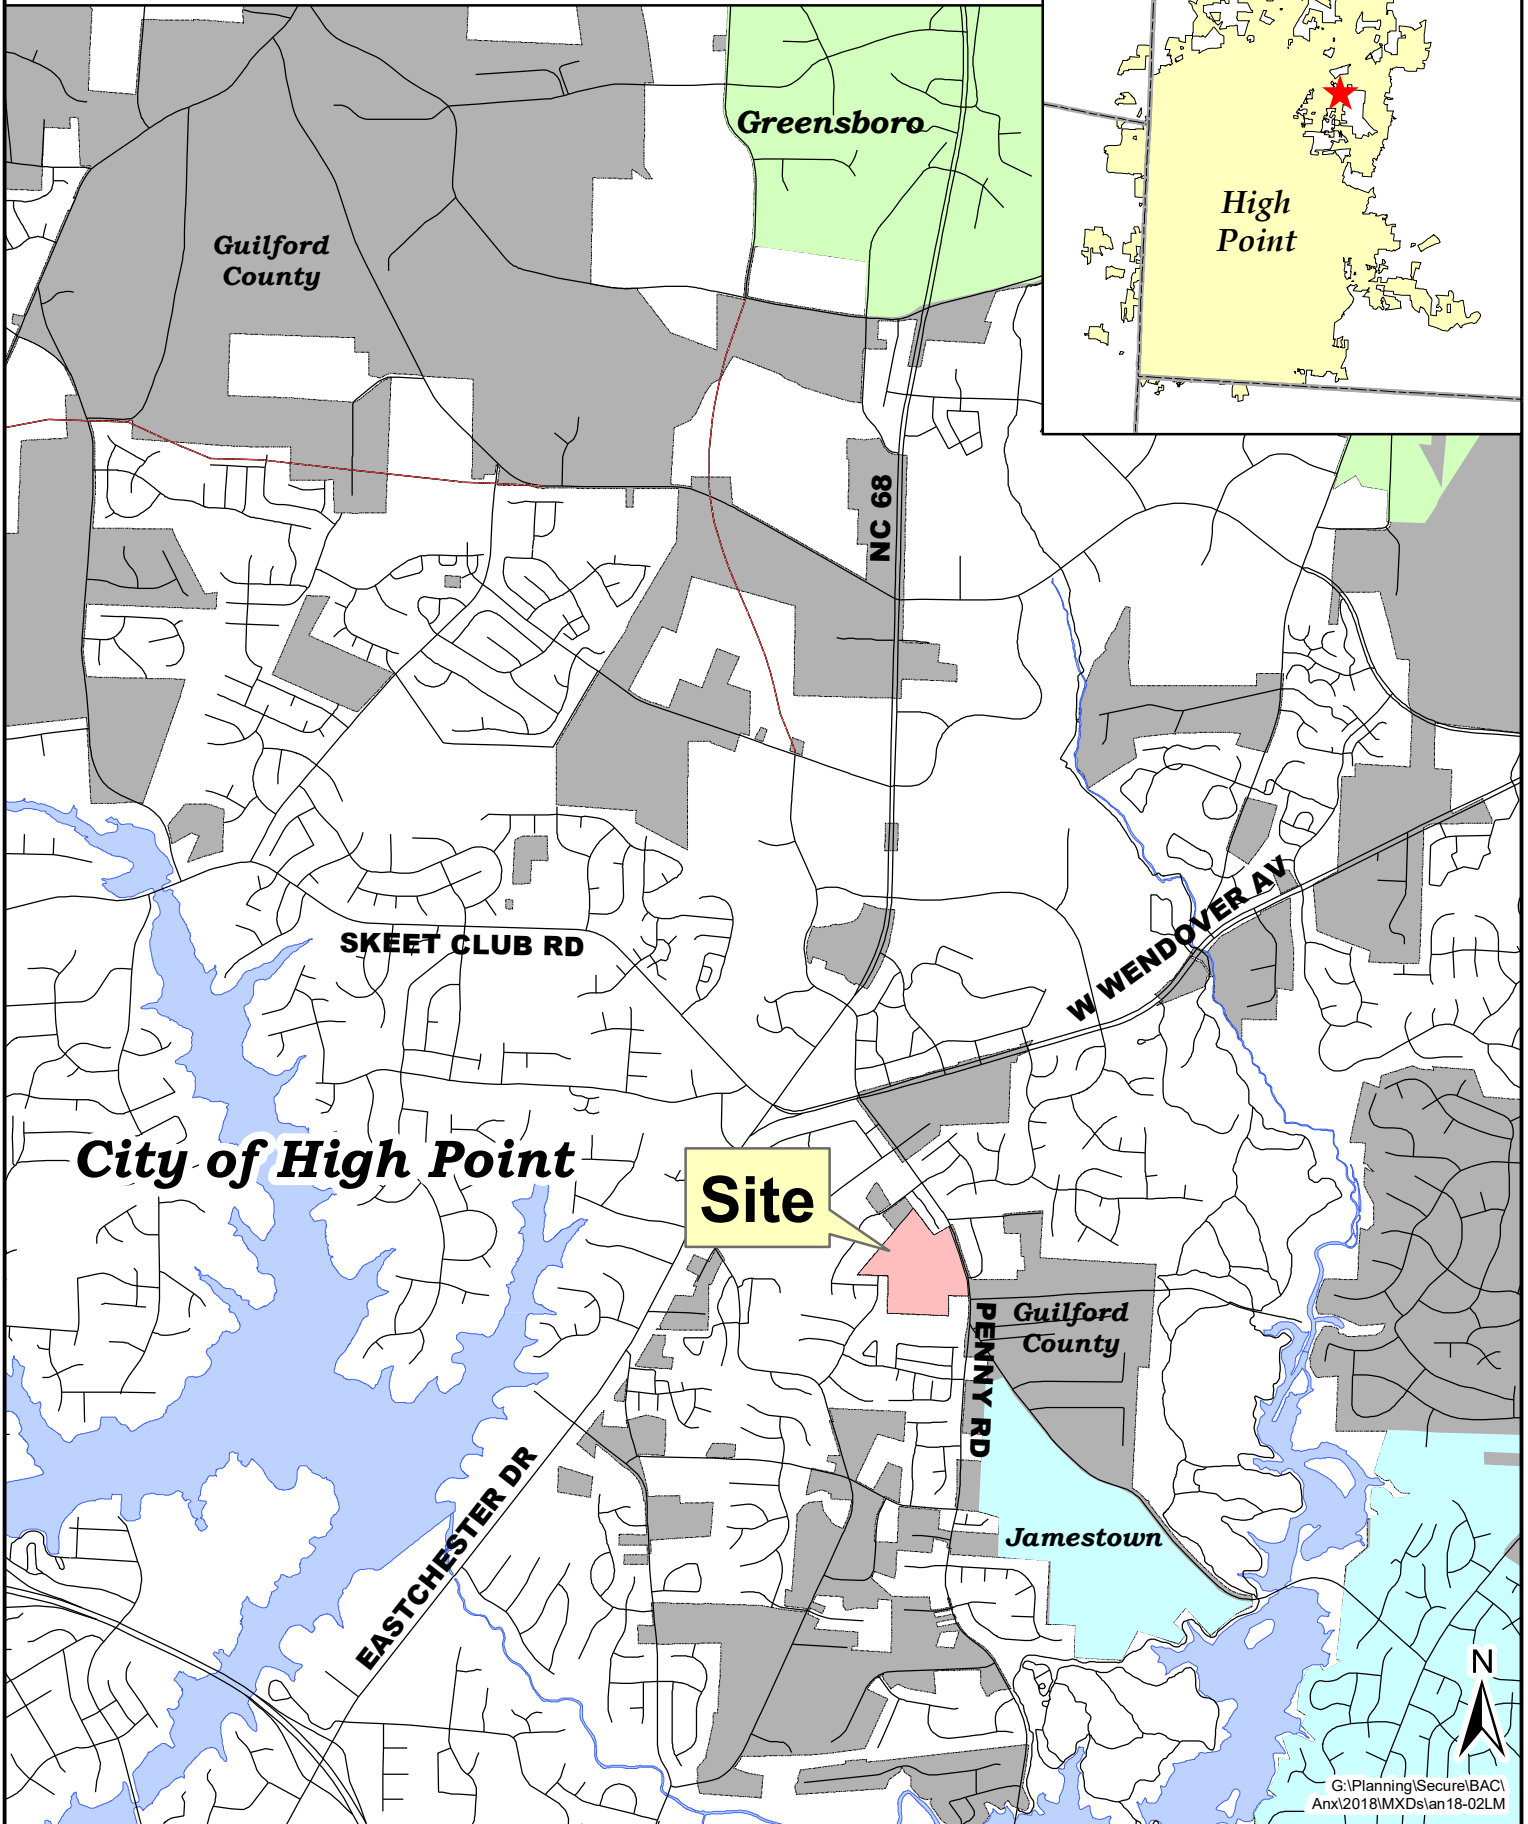 Greensboro
High
Point
Guilford
County
NC 68
SKEET CLUB RD
W WENDOVER AV
City of High Point
Site
PENNY RD
Guilford
County
EASTCHESTER DR
Jamestown
N
G:\Planning\Secure\BAC\
Anx\2018\MXDs\an18-02LM